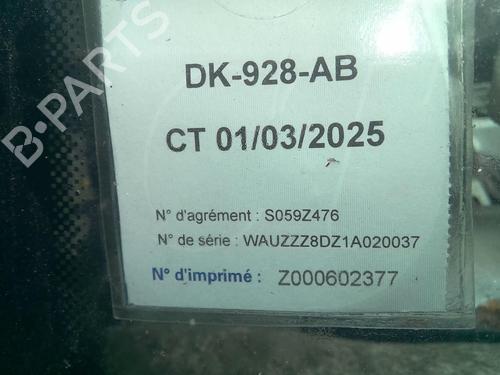 DK-928-AB
CT 01/03/2025
N° d'agrément : S059Z476
N° de série : WAUZZZ8DZ1A020037
N° d'imprimé : Z000602377
B-PARTS